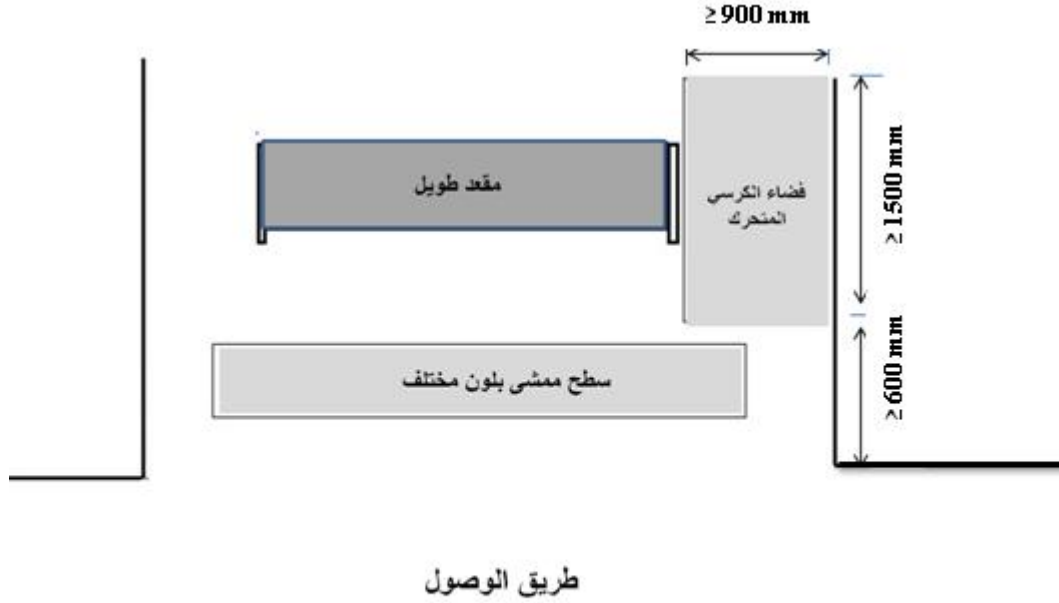 ≥900 mm
مقعد طويل
فضاء الكرسي
المتحرك
≥1500 mm
سطح ممشى بلون مختلف
≥600 mm
طريق الوصول